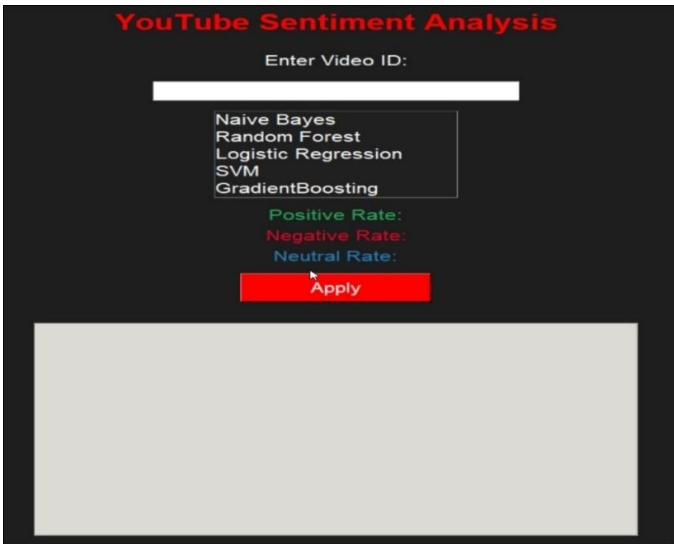 YouTube Sentiment Analysis
Enter Video ID:
Naive Bayes
Random Forest
Logistic Regression
SVM
GradientBoosting
Positive Rate:
Negative Rate:
Neutral Rate:
Apply